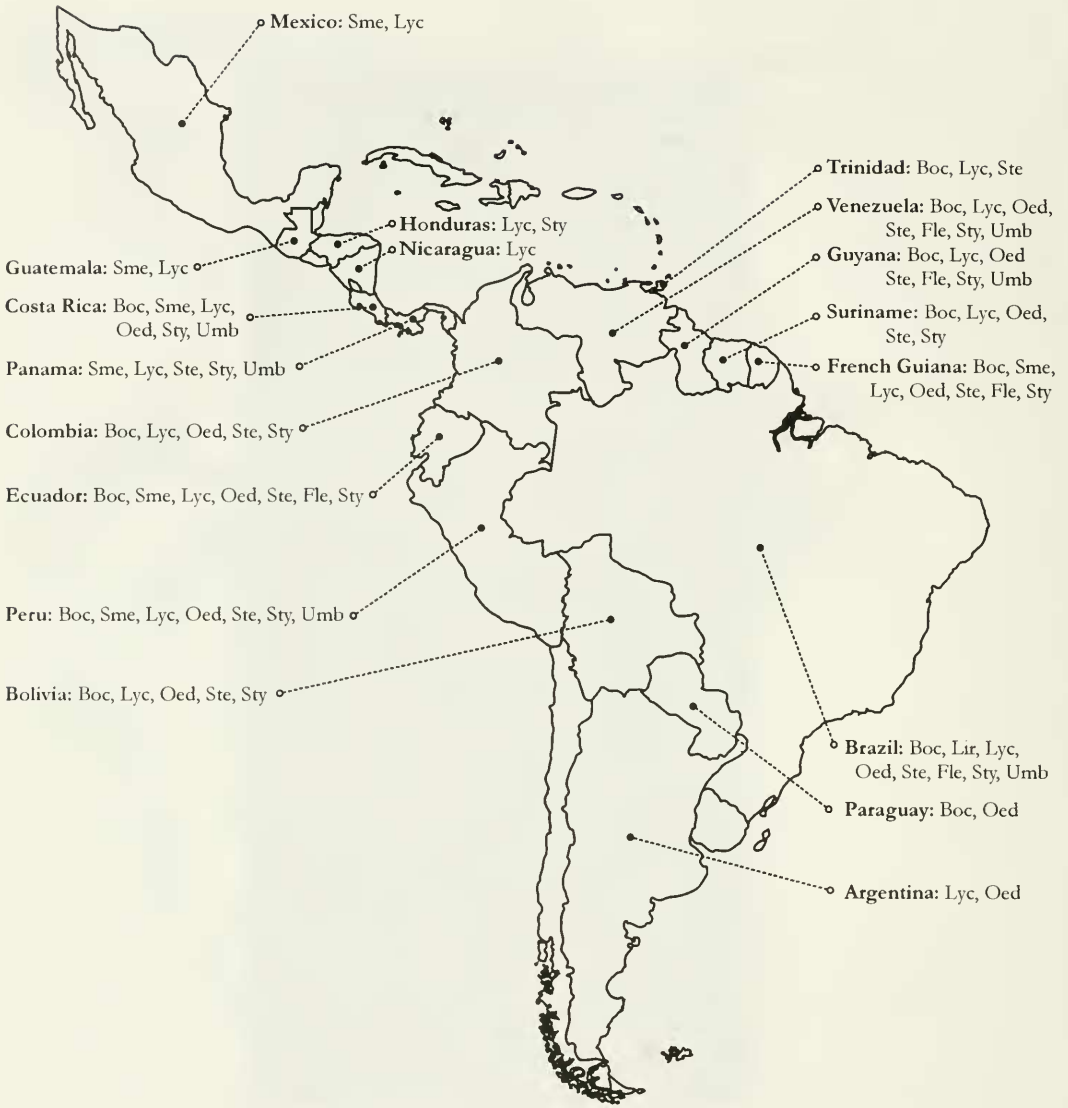 Mexico: Sme, Lyc
Honduras: Lyc, Sty
Nicaragua: Lyc
Guatemala: Sme, Lyc
Costa Rica: Boc, Sme, Lyc,
Oed, Sty, Umb
Panama: Sme, Lyc, Ste, Sty, Umb
Colombia: Boc, Lyc, Oed, Ste, Sty
Ecuador: Boc, Sme, Lyc, Oed, Ste, Fle, Sty
Peru: Boc, Sme, Lyc, Oed, Ste, Sty, Umb
Bolivia: Boc, Lyc, Oed, Ste, Sty
Trinidad: Boc, Lyc, Ste
Venezuela: Boc, Lyc, Oed,
Ste, Fle, Sty, Umb
Guyana: Boc, Lyc, Oed
Ste, Fle, Sty, Umb
Suriname: Boc, Lyc, Oed,
Ste, Sty
French Guiana: Boc, Sme,
Lyc, Oed, Ste, Fle, Sty
Brazil: Boc, Lir, Lyc,
Oed, Ste, Fle, Sty, Umb
Paraguay: Boc, Oed
Argentina: Lyc, Oed